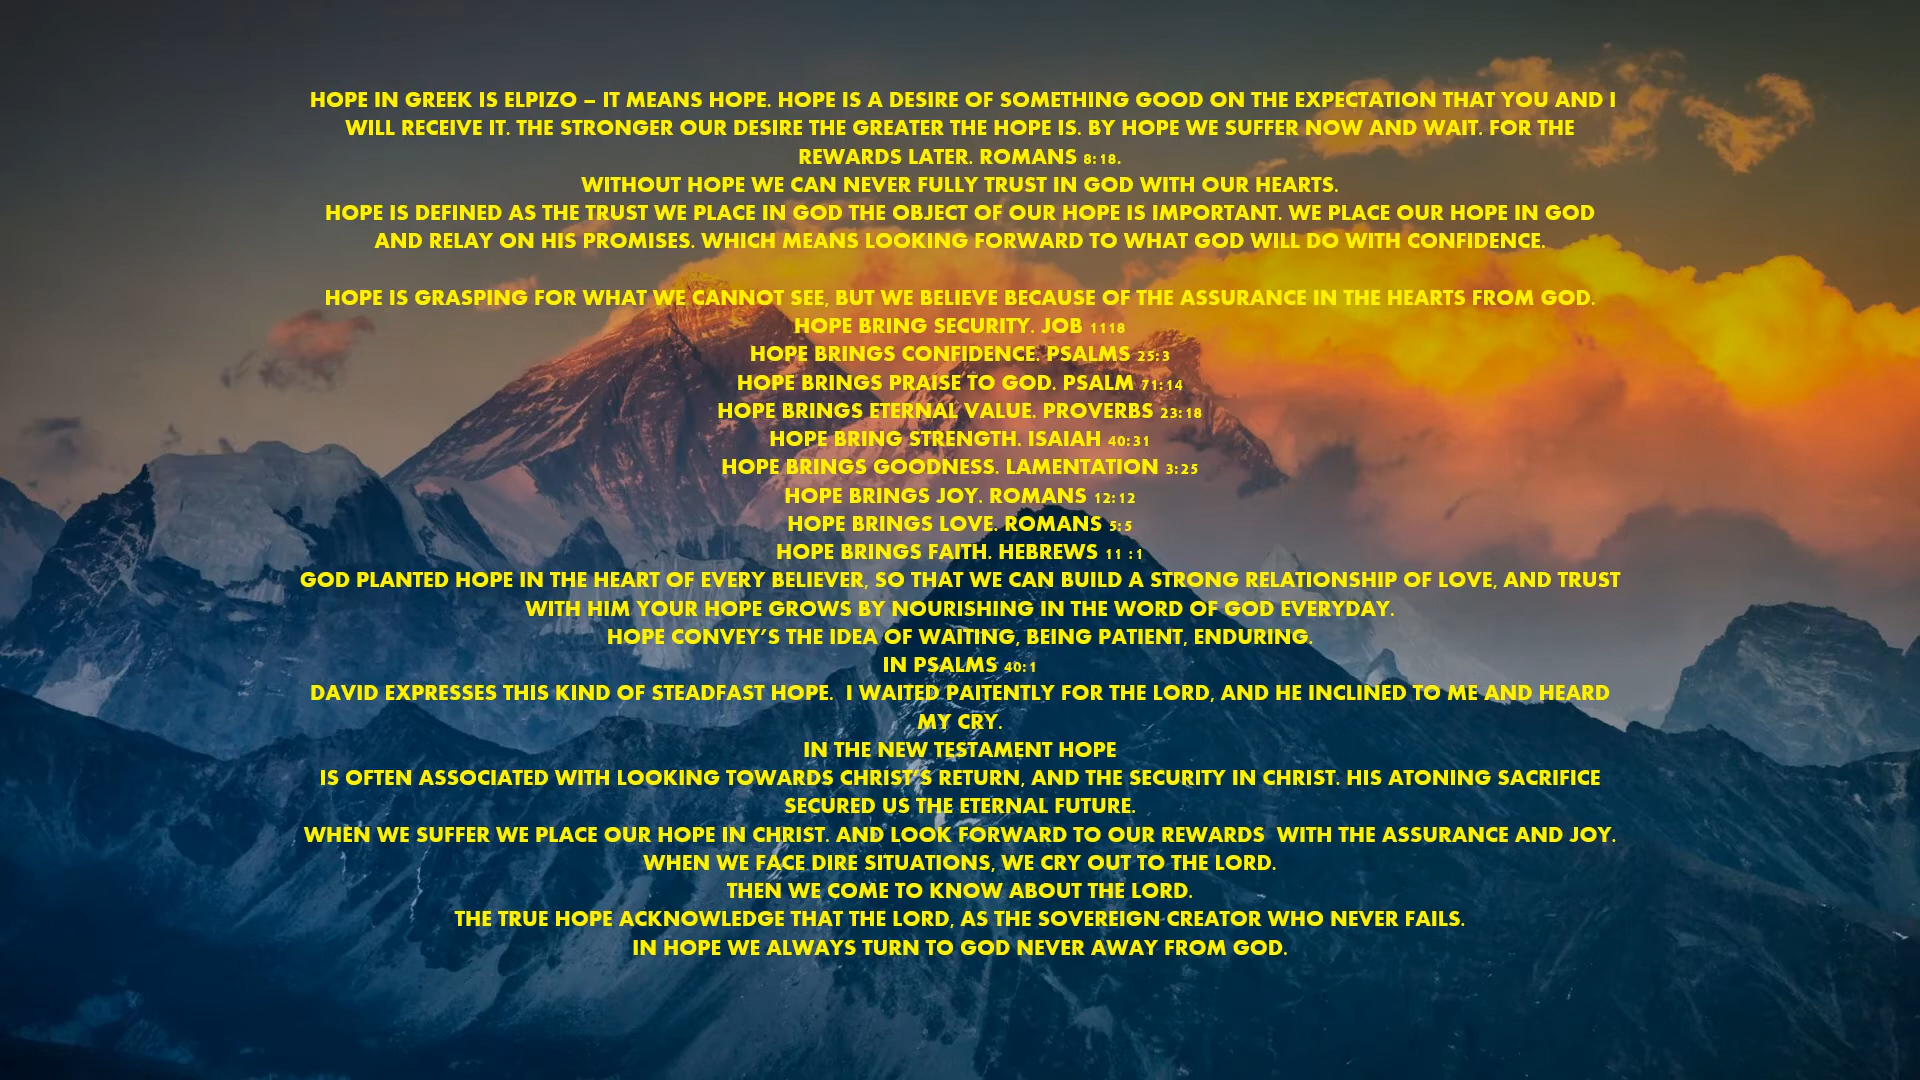 HOPE IN GREEK IS ELPIZO – IT MEANS HOPE. HOPE IS A DESIRE OF SOMETHING GOOD ON THE EXPECTATION THAT YOU AND I
WILL RECEIVE IT. THE STRONGER OUR DESIRE THE GREATER THE HOPE IS. BY HOPE WE SUFFER NOW AND WAIT. FOR THE
REWARDS LATER. ROMANS 8:18.
WITHOUT HOPE WE CAN NEVER FULLY TRUST IN GOD WITH OUR HEARTS.
HOPE IS DEFINED AS THE TRUST WE PLACE IN GOD THE OBJECT OF OUR HOPE IS IMPORTANT. WE PLACE OUR HOPE IN GOD
AND RELAY ON HIS PROMISES. WHICH MEANS LOOKING FORWARD TO WHAT GOD WILL DO WITH CONFIDENCE.
HOPE IS GRASPING FOR WHAT WE CANNOT SEE, BUT WE BELIEVE BECAUSE OF THE ASSURANCE IN THE HEARTS FROM GOD.
HOPE BRING SECURITY. JOB 1118
HOPE BRINGS CONFIDENCE. PSALMS 25:3
HOPE BRINGS PRAISE TO GOD. PSALM 71:14
HOPE BRINGS ETERNAL VALUE. PROVERBS 23:18
HOPE BRING STRENGTH. ISAIAH 40:31
HOPE BRINGS GOODNESS. LAMENTATION 3:25
HOPE BRINGS JOY. ROMANS 12:12
HOPE BRINGS LOVE. ROMANS 5:5
HOPE BRINGS FAITH. HEBREWS 11 :1
GOD PLANTED HOPE IN THE HEART OF EVERY BELIEVER, SO THAT WE CAN BUILD A STRONG RELATIONSHIP OF LOVE, AND TRUST
WITH HIM YOUR HOPE GROWS BY NOURISHING IN THE WORD OF GOD EVERYDAY.
HOPE CONVEY'S THE IDEA OF WAITING, BEING PATIENT, ENDURING.
IN PSALMS 40:1
DAVID EXPRESSES THIS KIND OF STEADFAST HOPE.  I WAITED PAITENTLY FOR THE LORD, AND HE INCLINED TO ME AND HEARD
MY CRY.
IN THE NEW TESTAMENT HOPE
IS OFTEN ASSOCIATED WITH LOOKING TOWARDS CHRIST'S RETURN, AND THE SECURITY IN CHRIST. HIS ATONING SACRIFICE
SECURED US THE ETERNAL FUTURE.
WHEN WE SUFFER WE PLACE OUR HOPE IN CHRIST. AND LOOK FORWARD TO OUR REWARDS  WITH THE ASSURANCE AND JOY.
WHEN WE FACE DIRE SITUATIONS, WE CRY OUT TO THE LORD.
THEN WE COME TO KNOW ABOUT THE LORD.
THE TRUE HOPE ACKNOWLEDGE THAT THE LORD, AS THE SOVEREIGN CREATOR WHO NEVER FAILS.
IN HOPE WE ALWAYS TURN TO GOD NEVER AWAY FROM GOD.